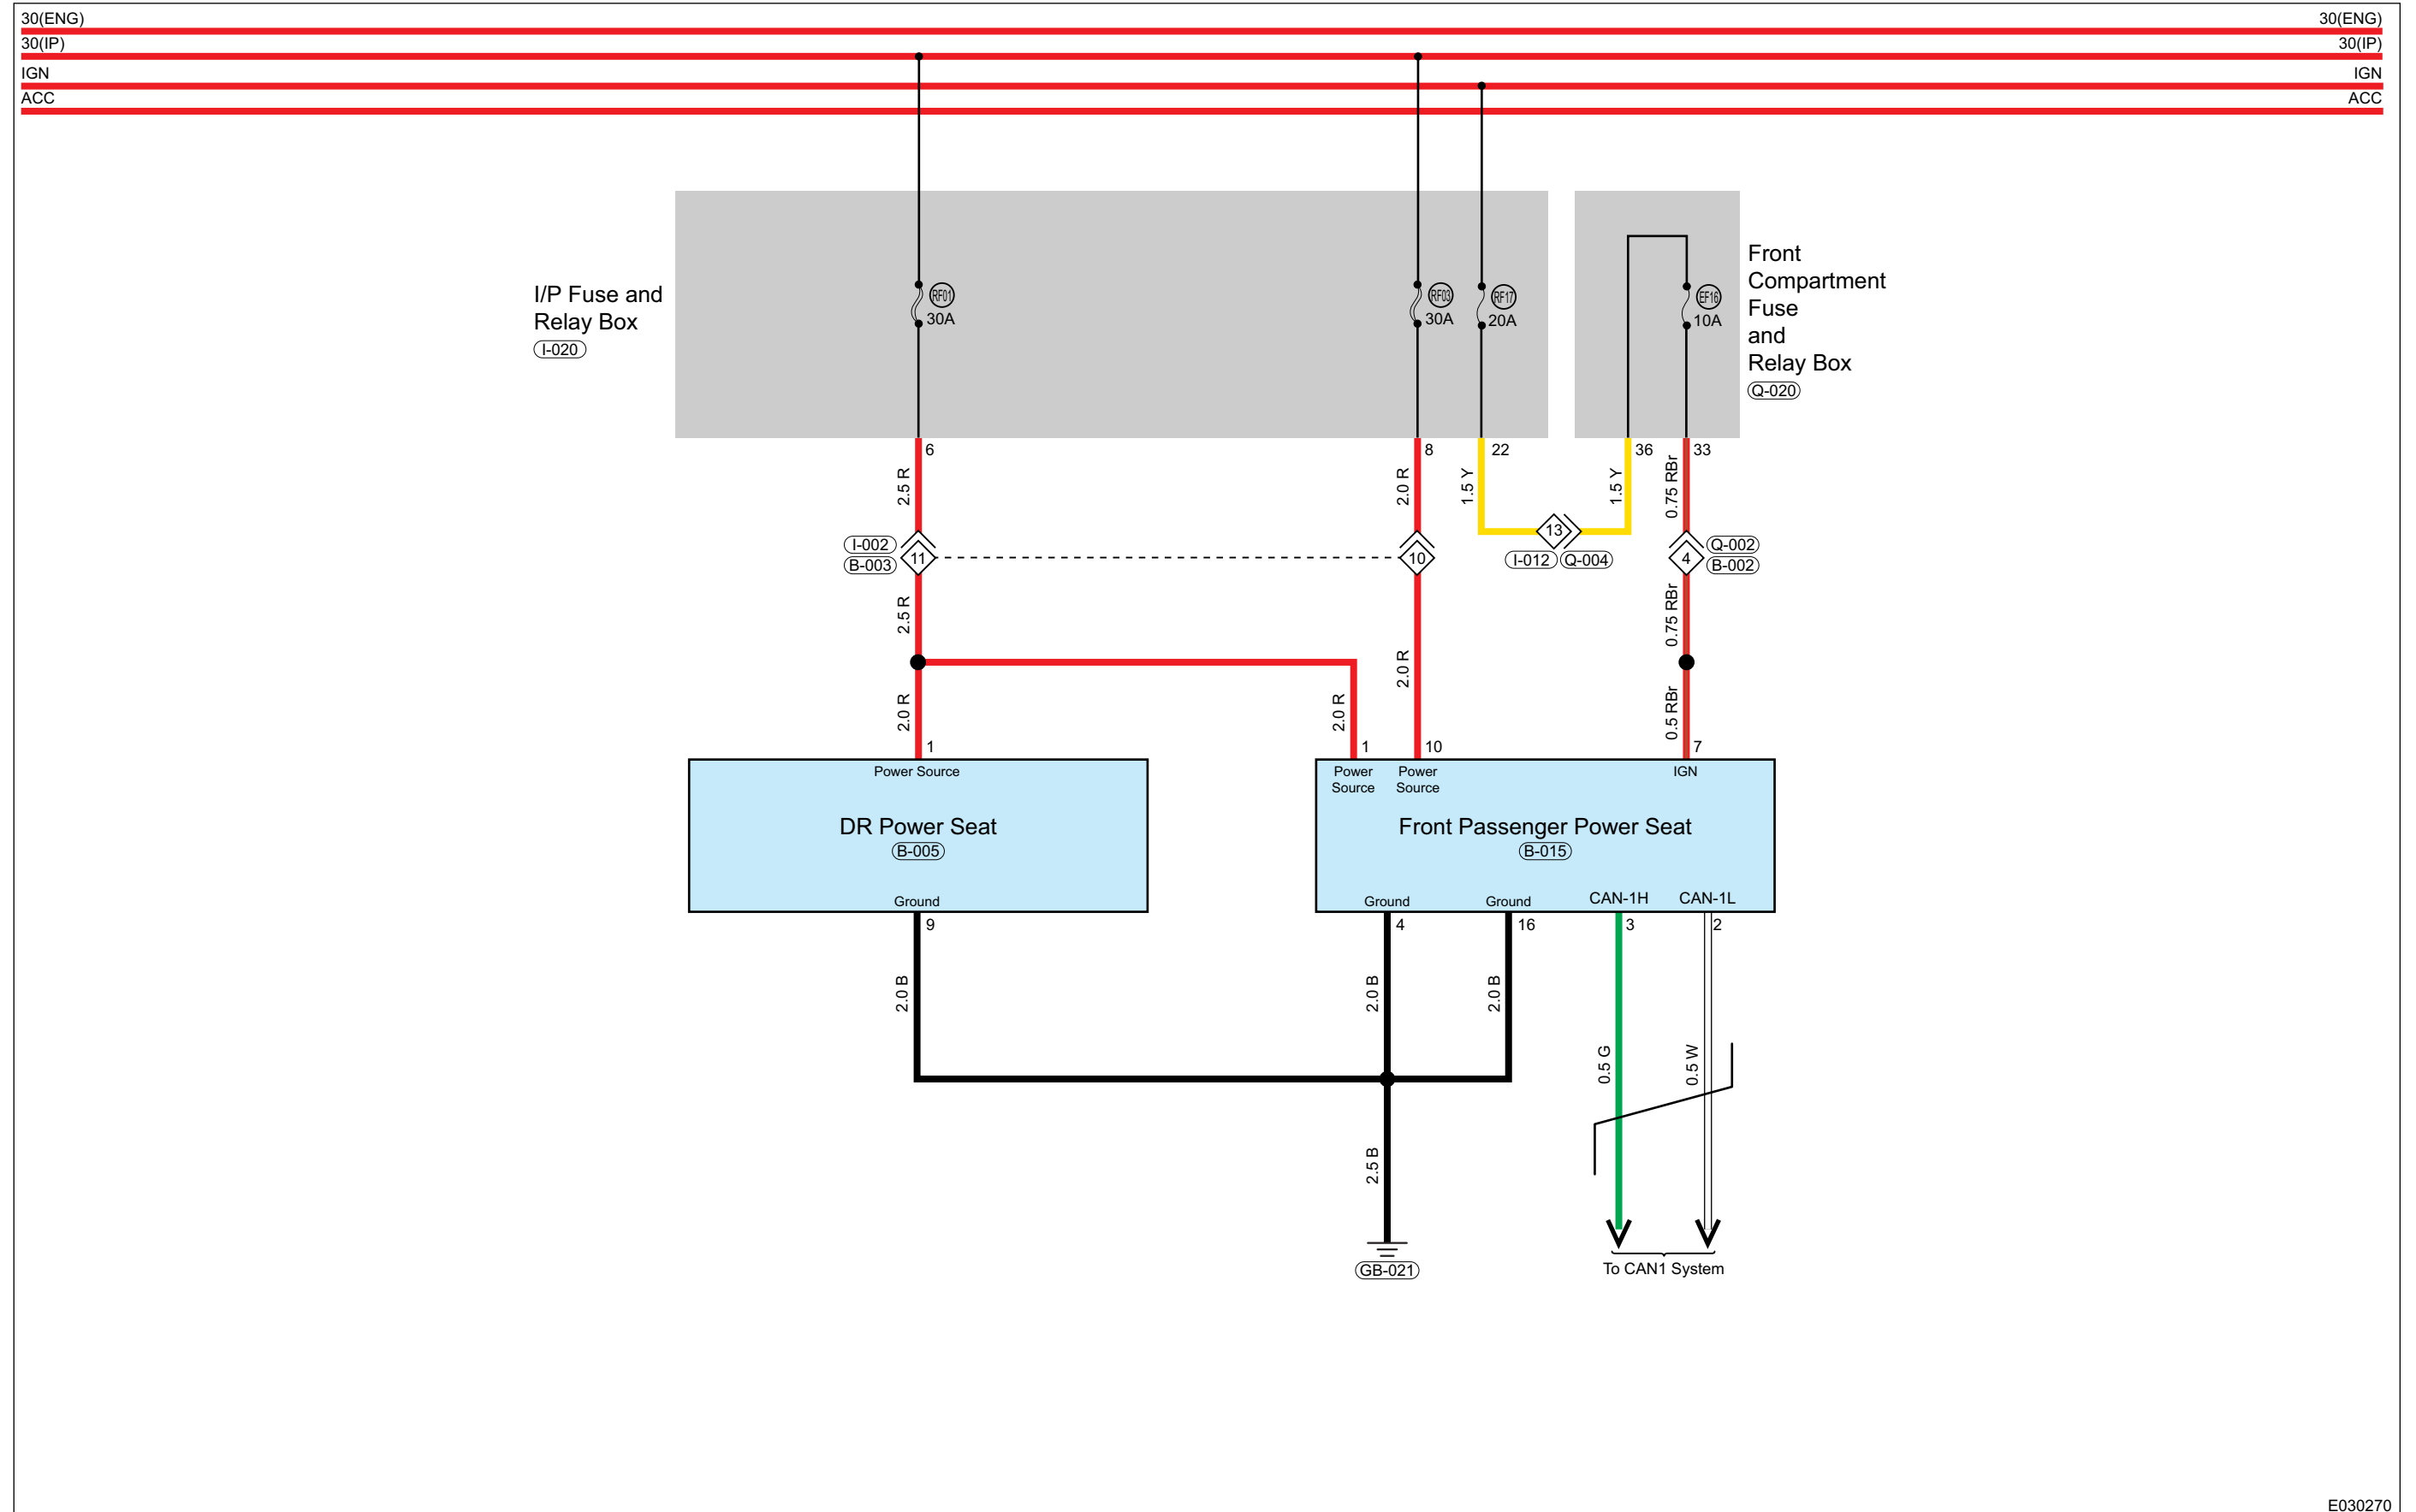 30(ENG)
30(ENG)
30(IP)
30(IP)
IGN
IGN
ACC
ACC
I/P Fuse and
Relay Box
I-020
RF01
30A
RF03
30A
RF17
20A
EF16
10A
Front
Compartment
Fuse
and
Relay Box
Q-020
6
8
22
36
33
2.5 R
2.0 R
1.5 Y
1.5 Y
0.75 RBr
I-002
B-003
11
10
13
I-012
Q-004
4
Q-002
B-002
2.5 R
2.0 R
0.75 RBr
2.0 R
2.0 R
0.5 RBr
1
1
10
7
Power Source
Power
Source
Power
Source
IGN
DR Power Seat
B-005
Front Passenger Power Seat
B-015
Ground
Ground
Ground
CAN-1H
CAN-1L
9
4
16
3
2
2.0 B
2.0 B
2.0 B
0.5 G
0.5 W
2.5 B
GB-021
To CAN1 System
E030270